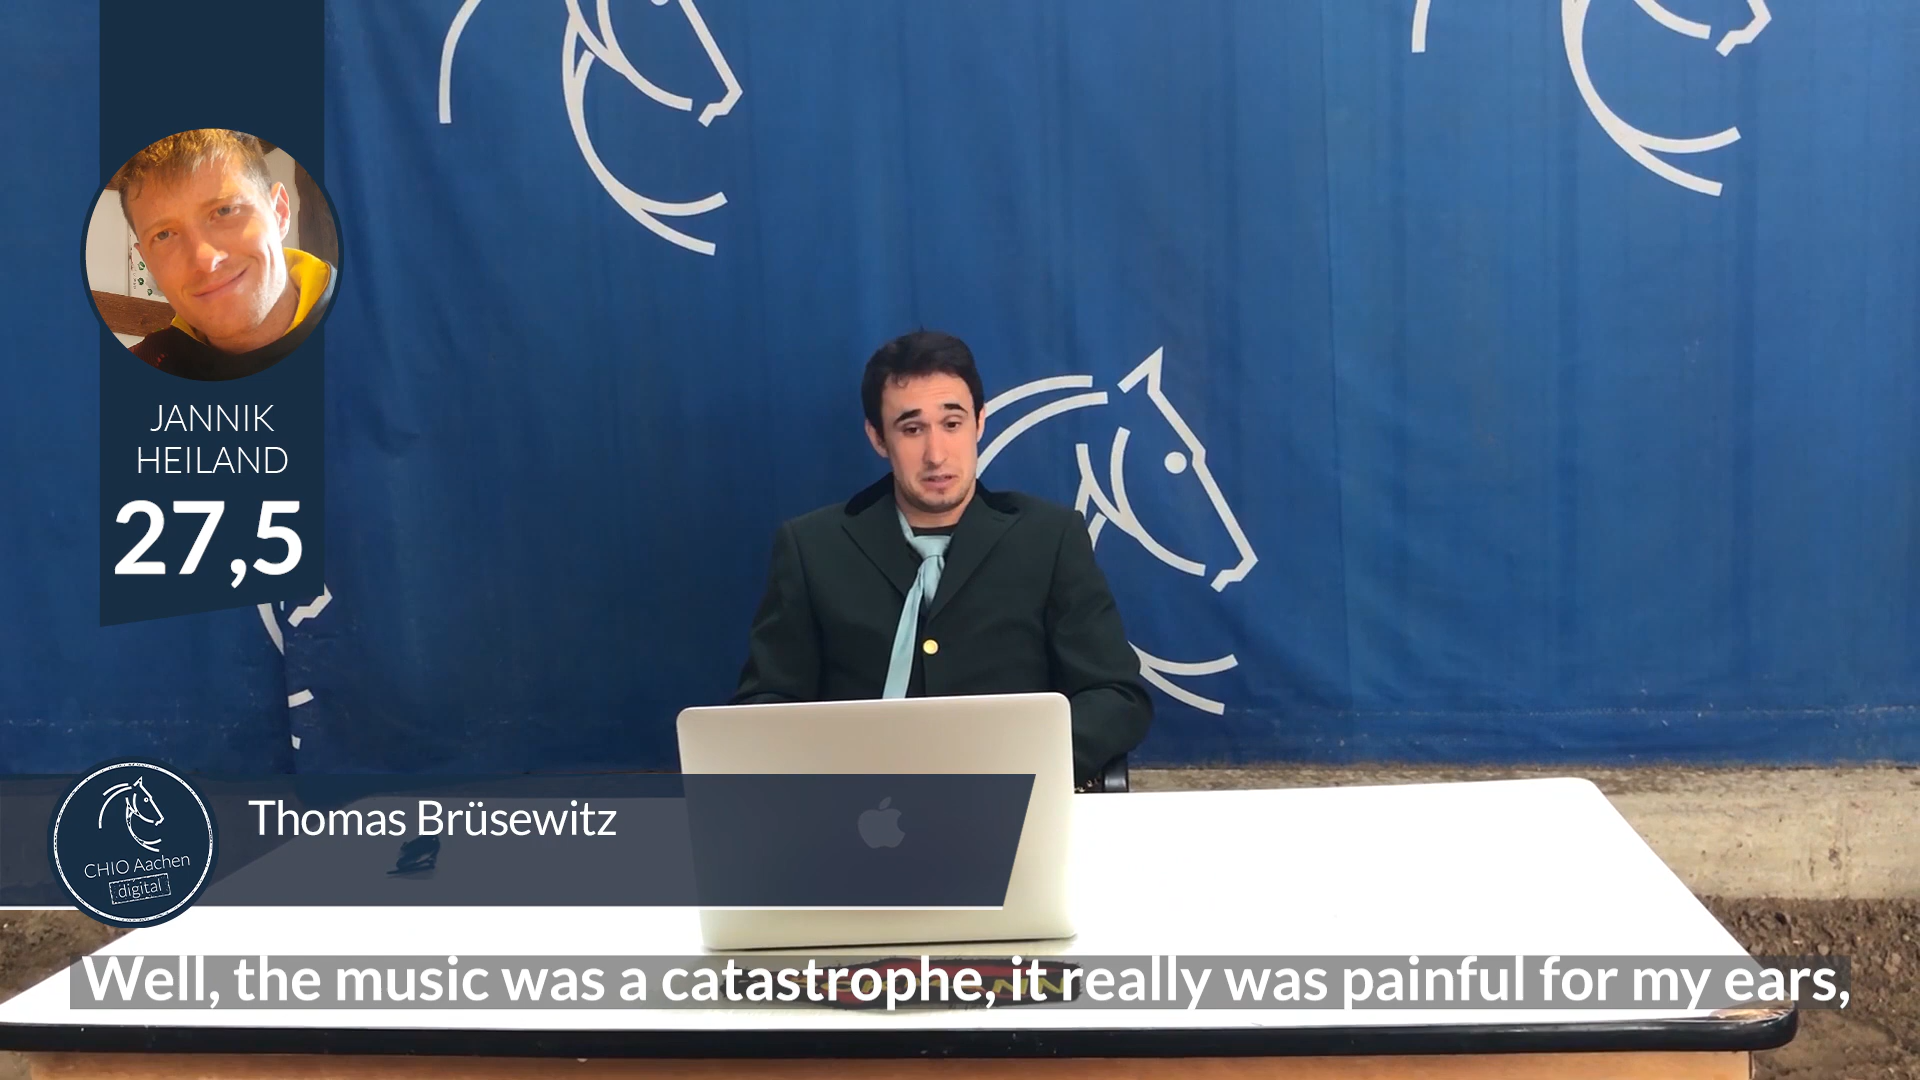 JANNIK
HEILAND
27,5
Thomas Brüsewitz
CHIO Aachen
digital
Well, the music was a catastrophe, it really was painful for my ears,